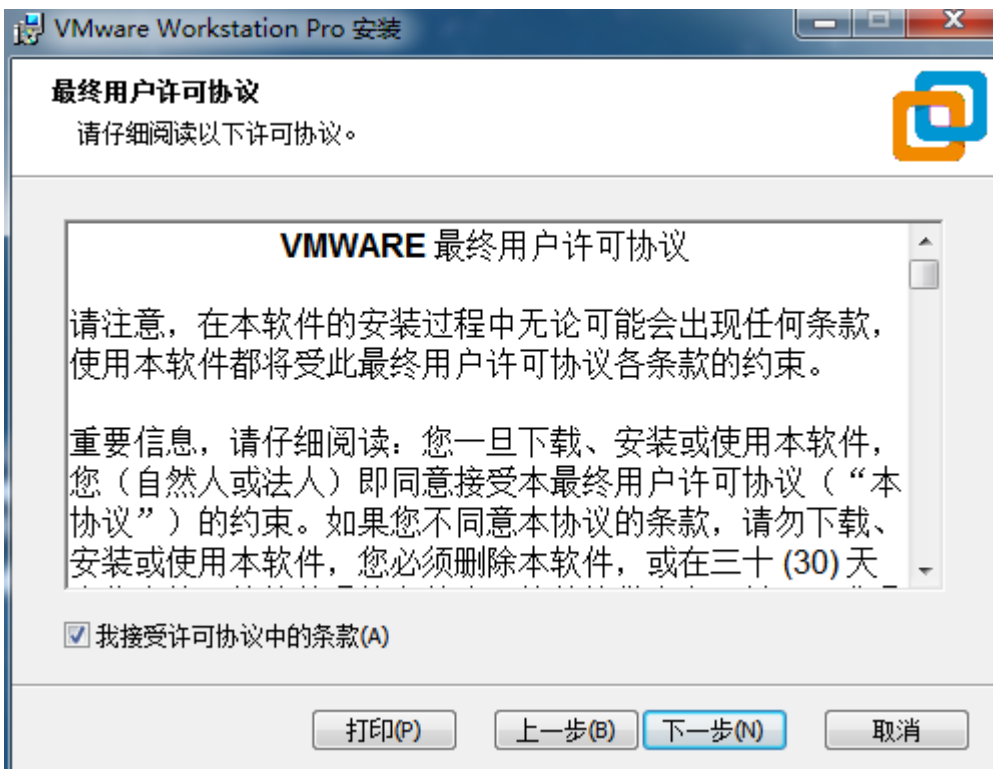 VMware Workstation Pro 安装
最终用户许可协议
请仔细阅读以下许可协议。
VMWARE 最终用户许可协议
请注意，在本软件的安装过程中无论可能会出现任何条款，
使用本软件都将受此最终用户许可协议各条款的约束。
重要信息，请仔细阅读：您一旦下载、安装或使用本软件，
您（自然人或法人）即同意接受本最终用户许可协议（“本
协议”）的约束。如果您不同意本协议的条款，请勿下载、
安装或使用本软件，您必须删除本软件，或在三十 (30) 天
我接受许可协议中的条款(A)
打印(P) 上一步(B) 下一步(N) 取消